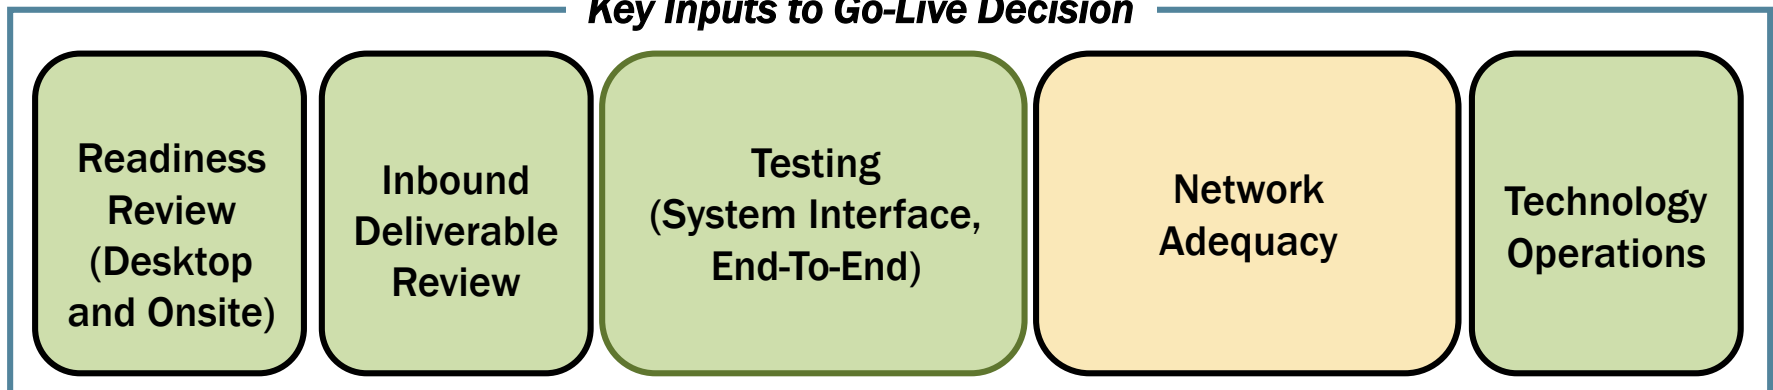 Key Inputs to Go-Live Decision
Readiness
Review
(Desktop
and Onsite)
Inbound
Deliverable
Review
Testing
(System Interface,
End-To-End)
Network
Adequacy
Technology
Operations